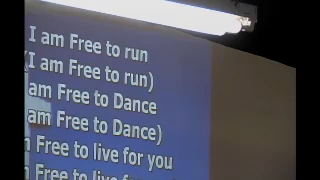 I am Free to run
(I am Free to run)
am Free to Dance
am Free to Dance)
Free to live for you
Free to live for